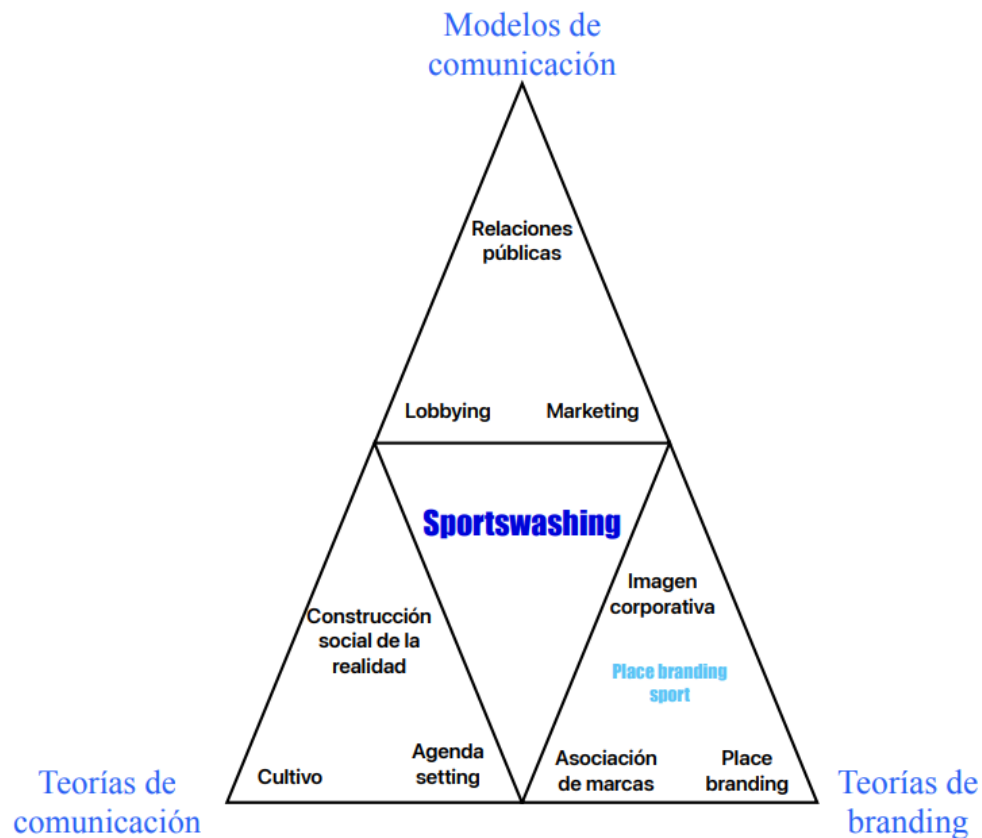 Modelos de
comunicación
Relaciones
públicas
Lobbying
Marketing
Sportswashing
Construcción
social de la
realidad
Cultivo
Agenda
setting
Imagen
corporativa
Place branding
sport
Asociación
de marcas
Place
branding
Teorías de
comunicación
Teorías de
branding